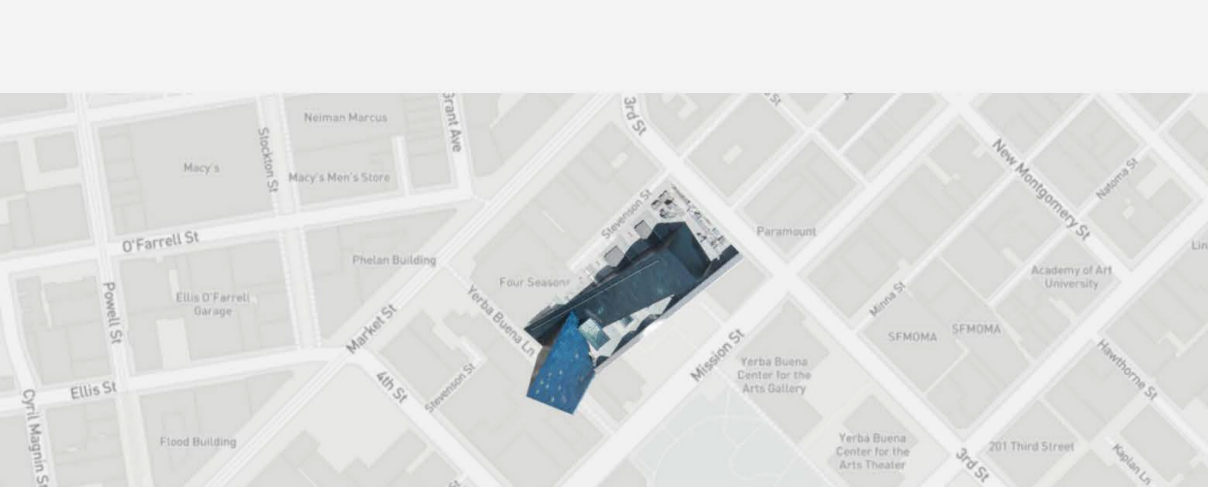 3rd St
Grant Ave
Neiman Marcus
Stockton St
Macy's
Macy's Men's Store
New Montgomery St
Natoma St
Stevenson St
O'Farrell St
Paramount
Phelan Building
Four Seasons
Academy of Art
University
Ellis O'Farrell
Garage
Powell St
Yerba Buena Ln
Minna St
Market St
SFMOMA
SFMOMA
Mission St
Yerba Buena
Center for the
Arts Gallery
Hawthorne St
Ellis St
4th St
Stevenson St
Cyril Magnin S
Flood Building
Yerba Buena
Center for the
Arts Theater
201 Third Street
3rd St
Kaplan Ln